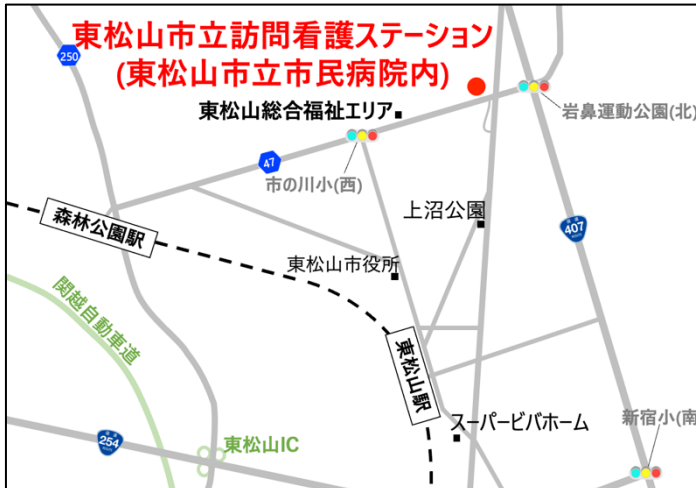 東松山市立訪問看護ステーション
(東松山市立市民病院内)
250
東松山総合福祉エリア
岩鼻運動公園(北)
47
市の川小(西)
上沼公園
407
森林公園駅
東松山市役所
関越自動車道
東松山駅
新宿小(南
スーパービバホーム
254
東松山IC